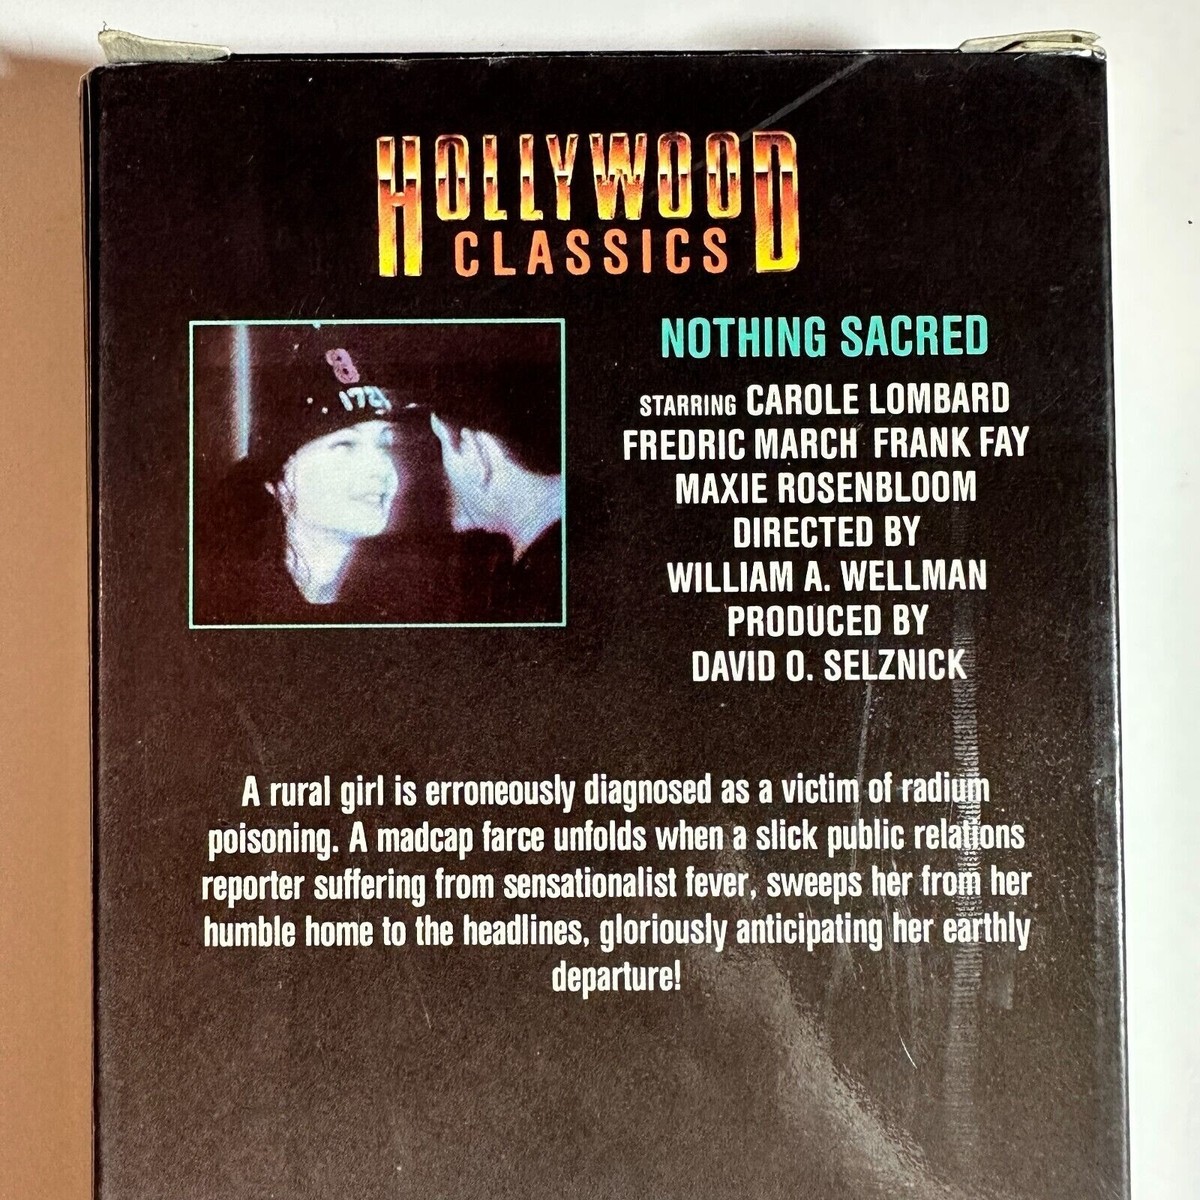 HOLLYWOOD
CLASSICS
8
172
NOTHING SACRED
STARRING CAROLE LOMBARD
FREDRIC MARCH FRANK FAY
MAXIE ROSENBLOOM
DIRECTED BY
WILLIAM A. WELLMAN
PRODUCED BY
DAVID O. SELZNICK
A rural girl is erroneously diagnosed as a victim of radium
poisoning. A madcap farce unfolds when a slick public relations
reporter suffering from sensationalist fever, sweeps her from her
humble home to the headlines, gloriously anticipating her earthly
departure!